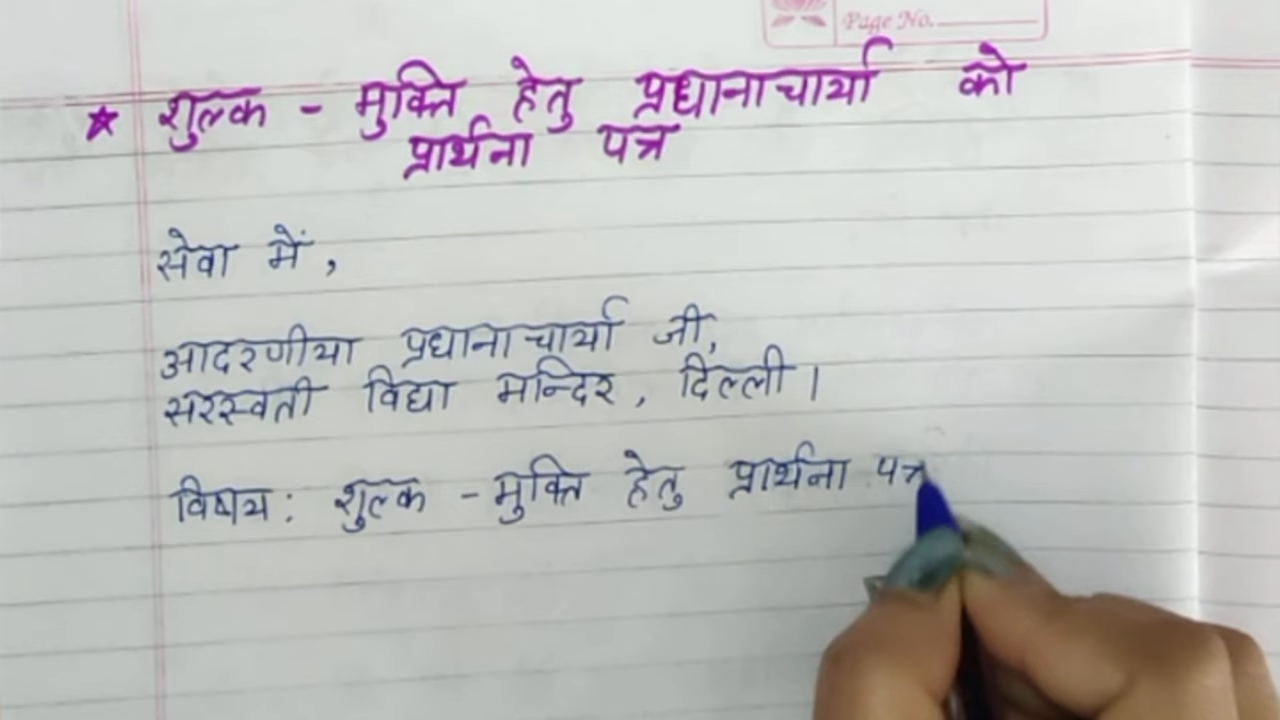 Page No.
★ शुल्क - मुक्ति हेतु प्रधानाचार्या को
प्रार्थना पत्र
सेवा में,
आदरणीया प्रधानाचार्या जी,
सरस्वती विद्या मन्दिर, दिल्ली।
विषय: शुल्क - मुक्ति हेतु प्रार्थना पत्र